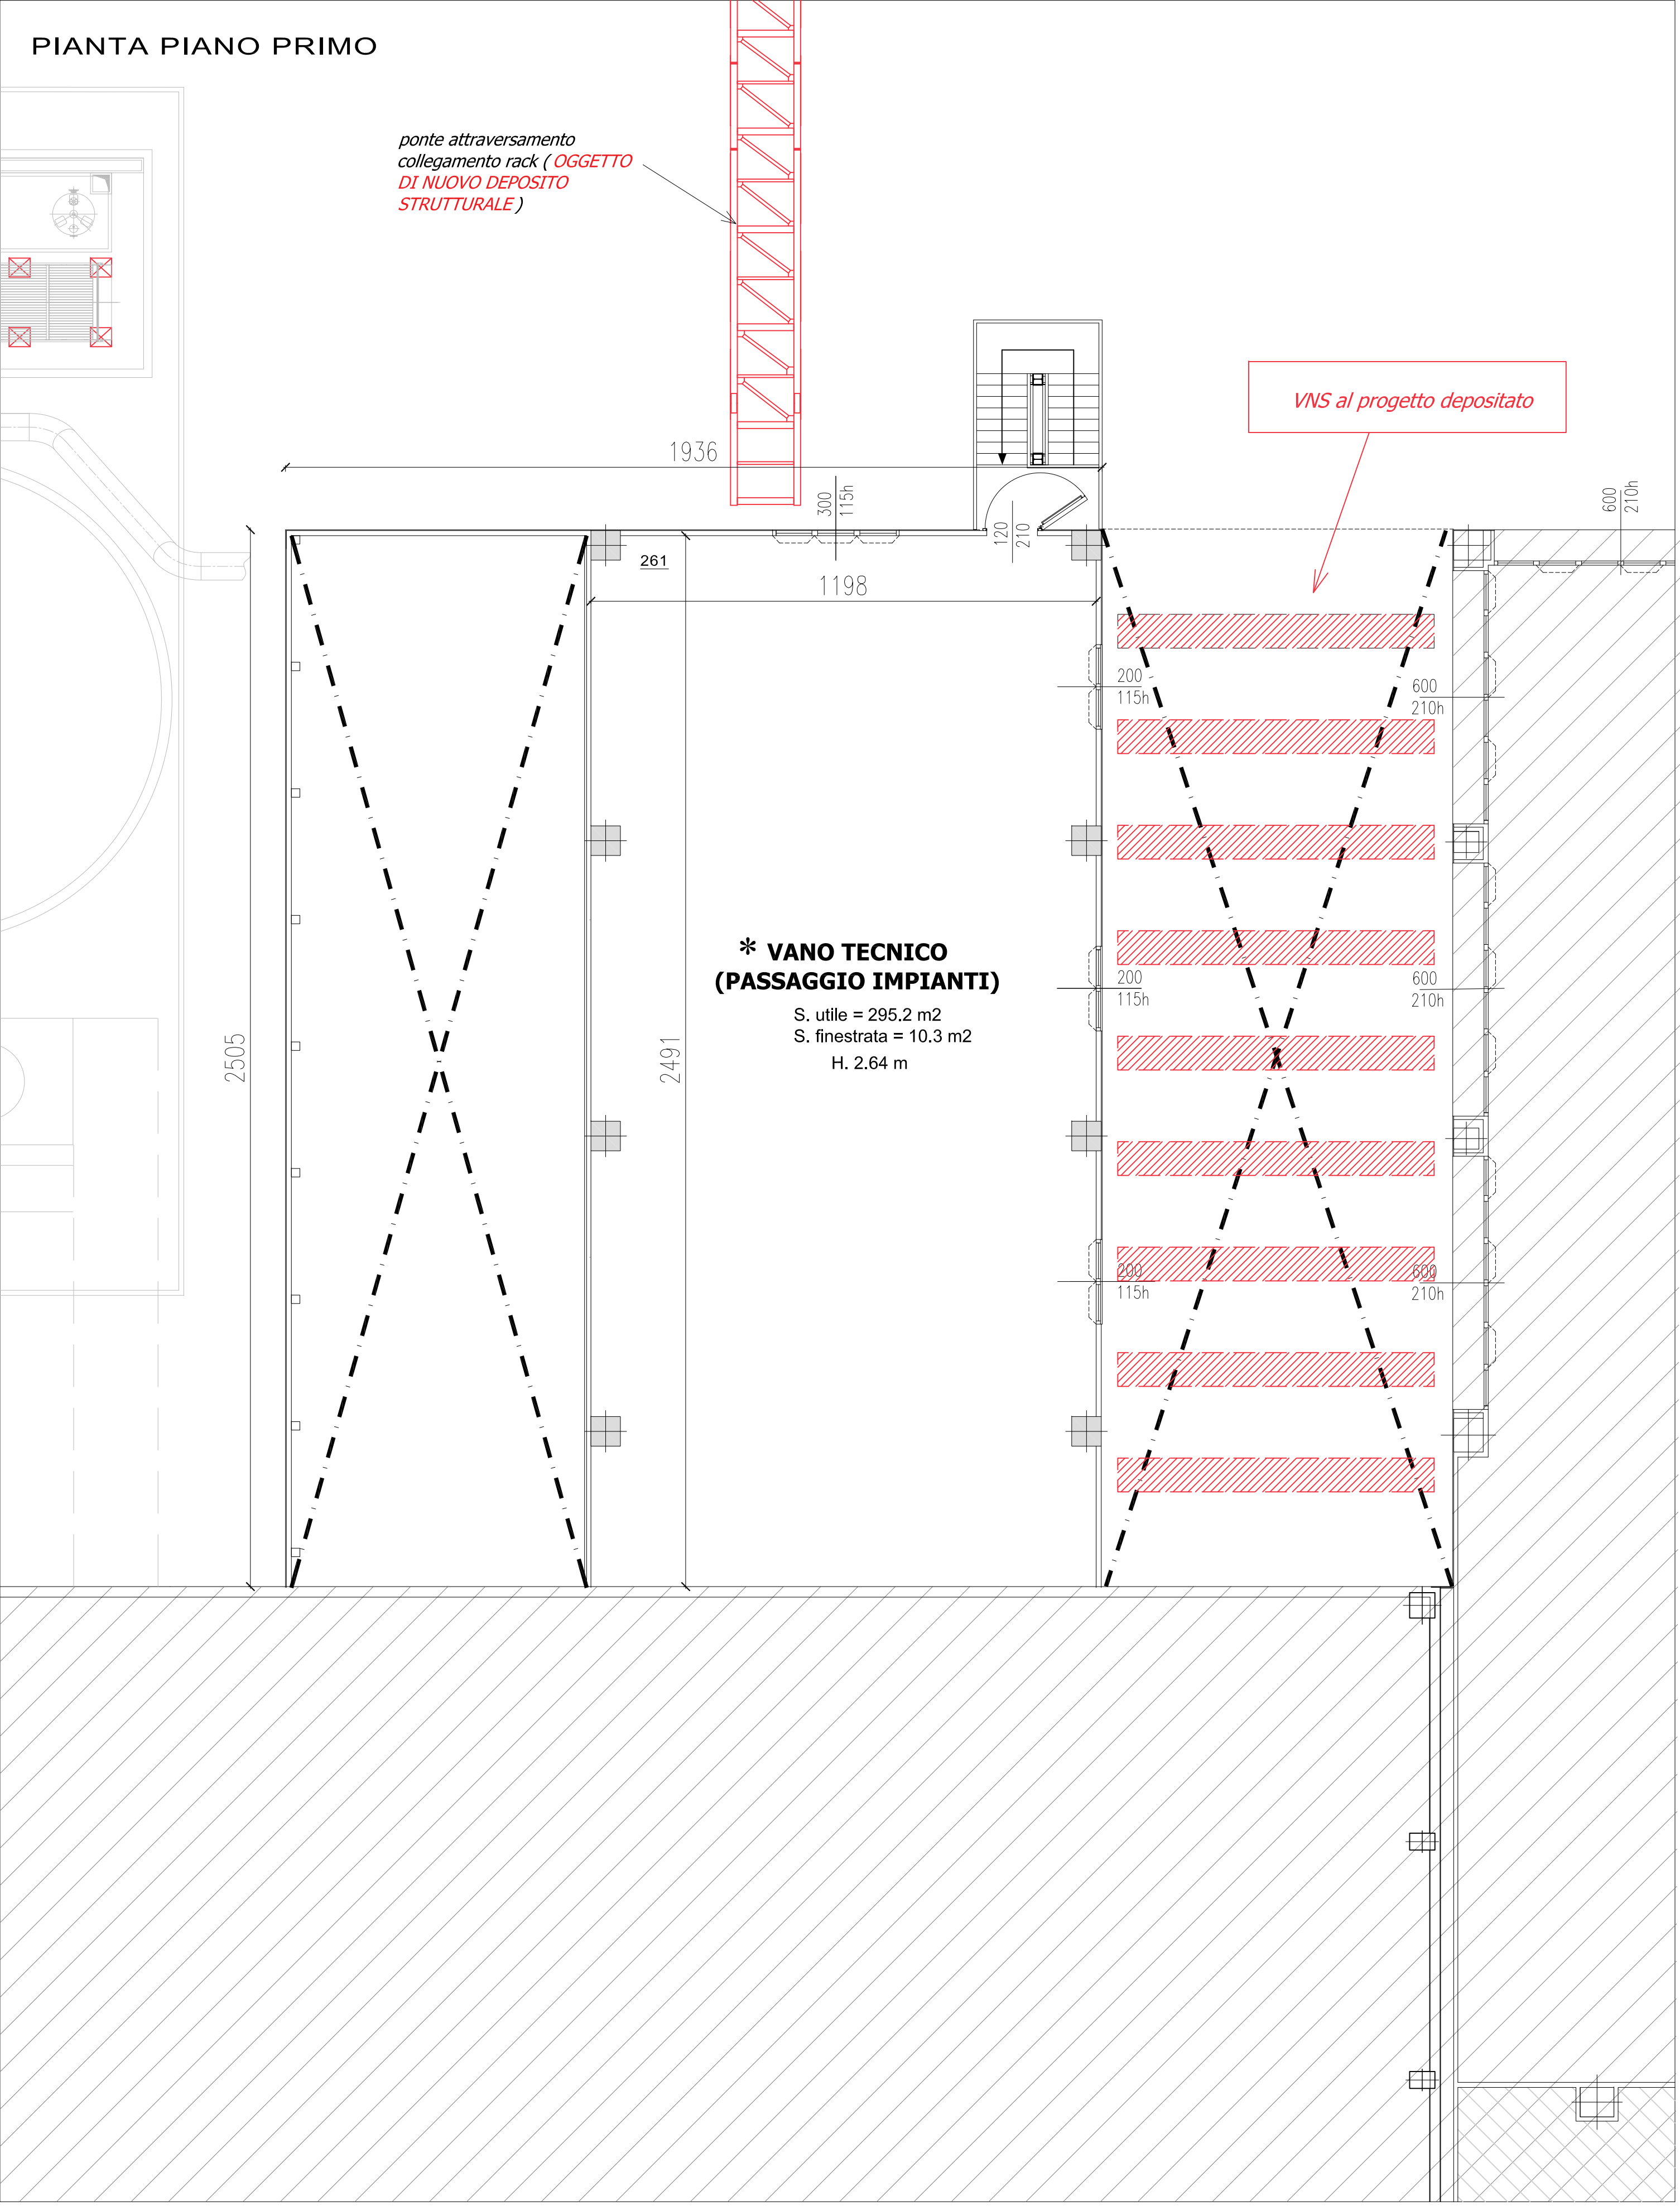 PIANTA PIANO PRIMO
ponte attraversamento
collegamento rack ( OGGETTO
DI NUOVO DEPOSITO
STRUTTURALE )
VNS al progetto depositato
1936
300
115h
120
210
600
210h
261
1198
200
115h
600
210h
* VANO TECNICO
(PASSAGGIO IMPIANTI)
S. utile = 295.2 m2
S. finestrata = 10.3 m2
H. 2.64 m
200
115h
600
210h
2505
2491
200
115h
600
210h